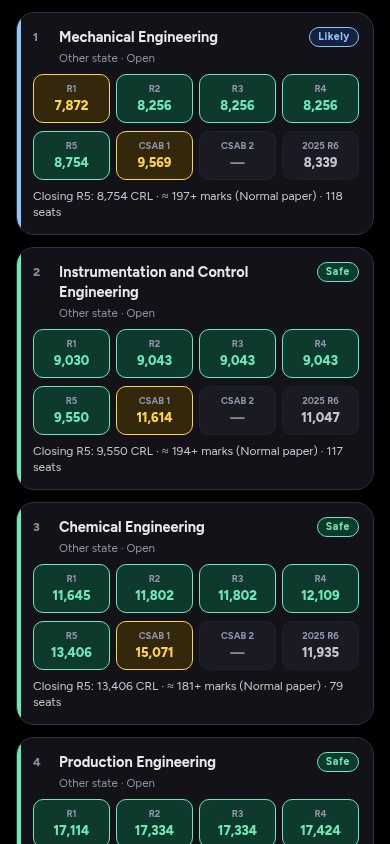 1 Mechanical Engineering Likely
Other state · Open
R1 R2 R3 R4
7,872 8,256 8,256 8,256
R5 CSAB 1 CSAB 2 2025 R6
8,754 9,569 — 8,339
Closing R5: 8,754 CRL · ≈ 197+ marks (Normal paper) · 118
seats
2 Instrumentation and Control Safe
Engineering
Other state · Open
R1 R2 R3 R4
9,030 9,043 9,043 9,043
R5 CSAB 1 CSAB 2 2025 R6
9,550 11,614 — 11,047
Closing R5: 9,550 CRL · ≈ 194+ marks (Normal paper) · 117
seats
3 Chemical Engineering Safe
Other state · Open
R1 R2 R3 R4
11,645 11,802 11,802 12,109
R5 CSAB 1 CSAB 2 2025 R6
13,406 15,071 — 11,935
Closing R5: 13,406 CRL · ≈ 181+ marks (Normal paper) · 79
seats
4 Production Engineering Safe
Other state · Open
R1 R2 R3 R4
17,114 17,334 17,334 17,424